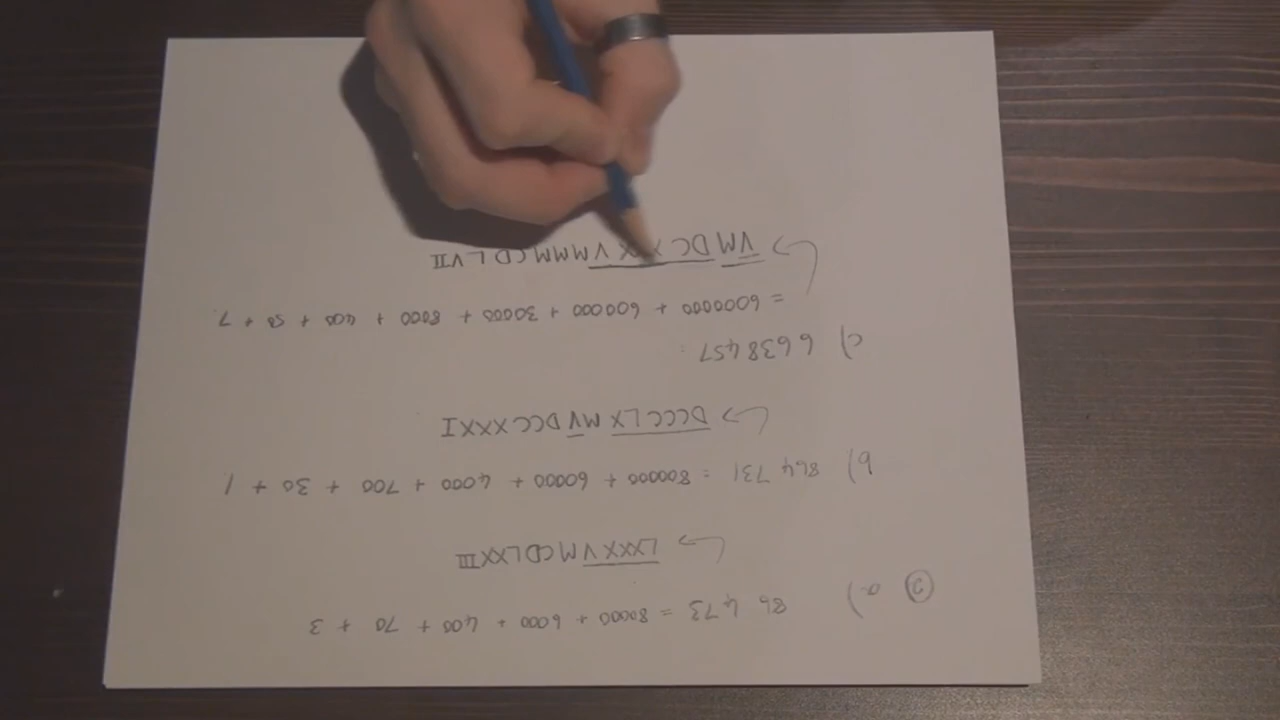 ② a) 86 473 = 80000 + 6000 + 400 + 70 + 3
↪ LXXXVMCDLXXIII
b) 864 731 = 800000 + 60000 + 4000 + 700 + 30 + 1
↪ DCCCLXMVDCCXXXI
c) 6 638 457 :
= 6000000 + 600000 + 30000 + 8000 + 400 + 50 + 7
↪ VMDCXXXVMMMCDLVII